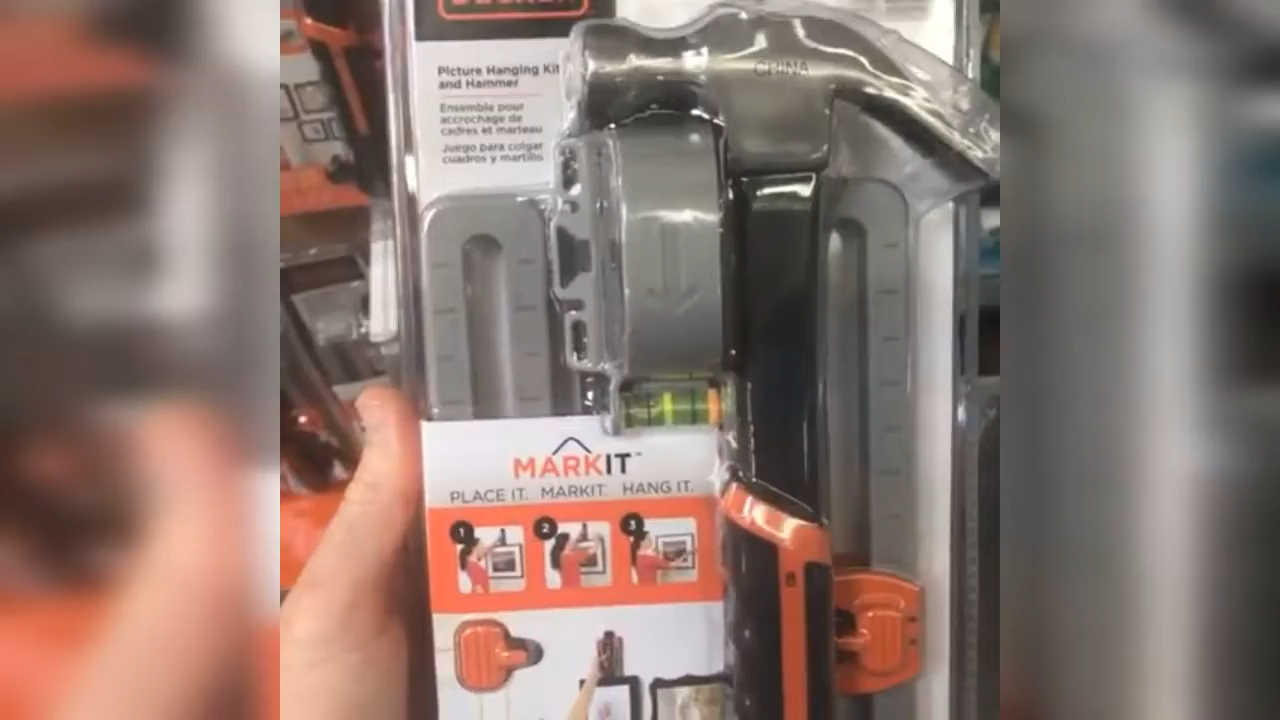 CHINA
Picture Hanging Kit
and Hammer
Ensemble pour
accrochage de
cadres et marteau
Juego para colgar
cuadros y martillo
MARKIT™
PLACE IT. MARKIT. HANG IT.
1 2 3